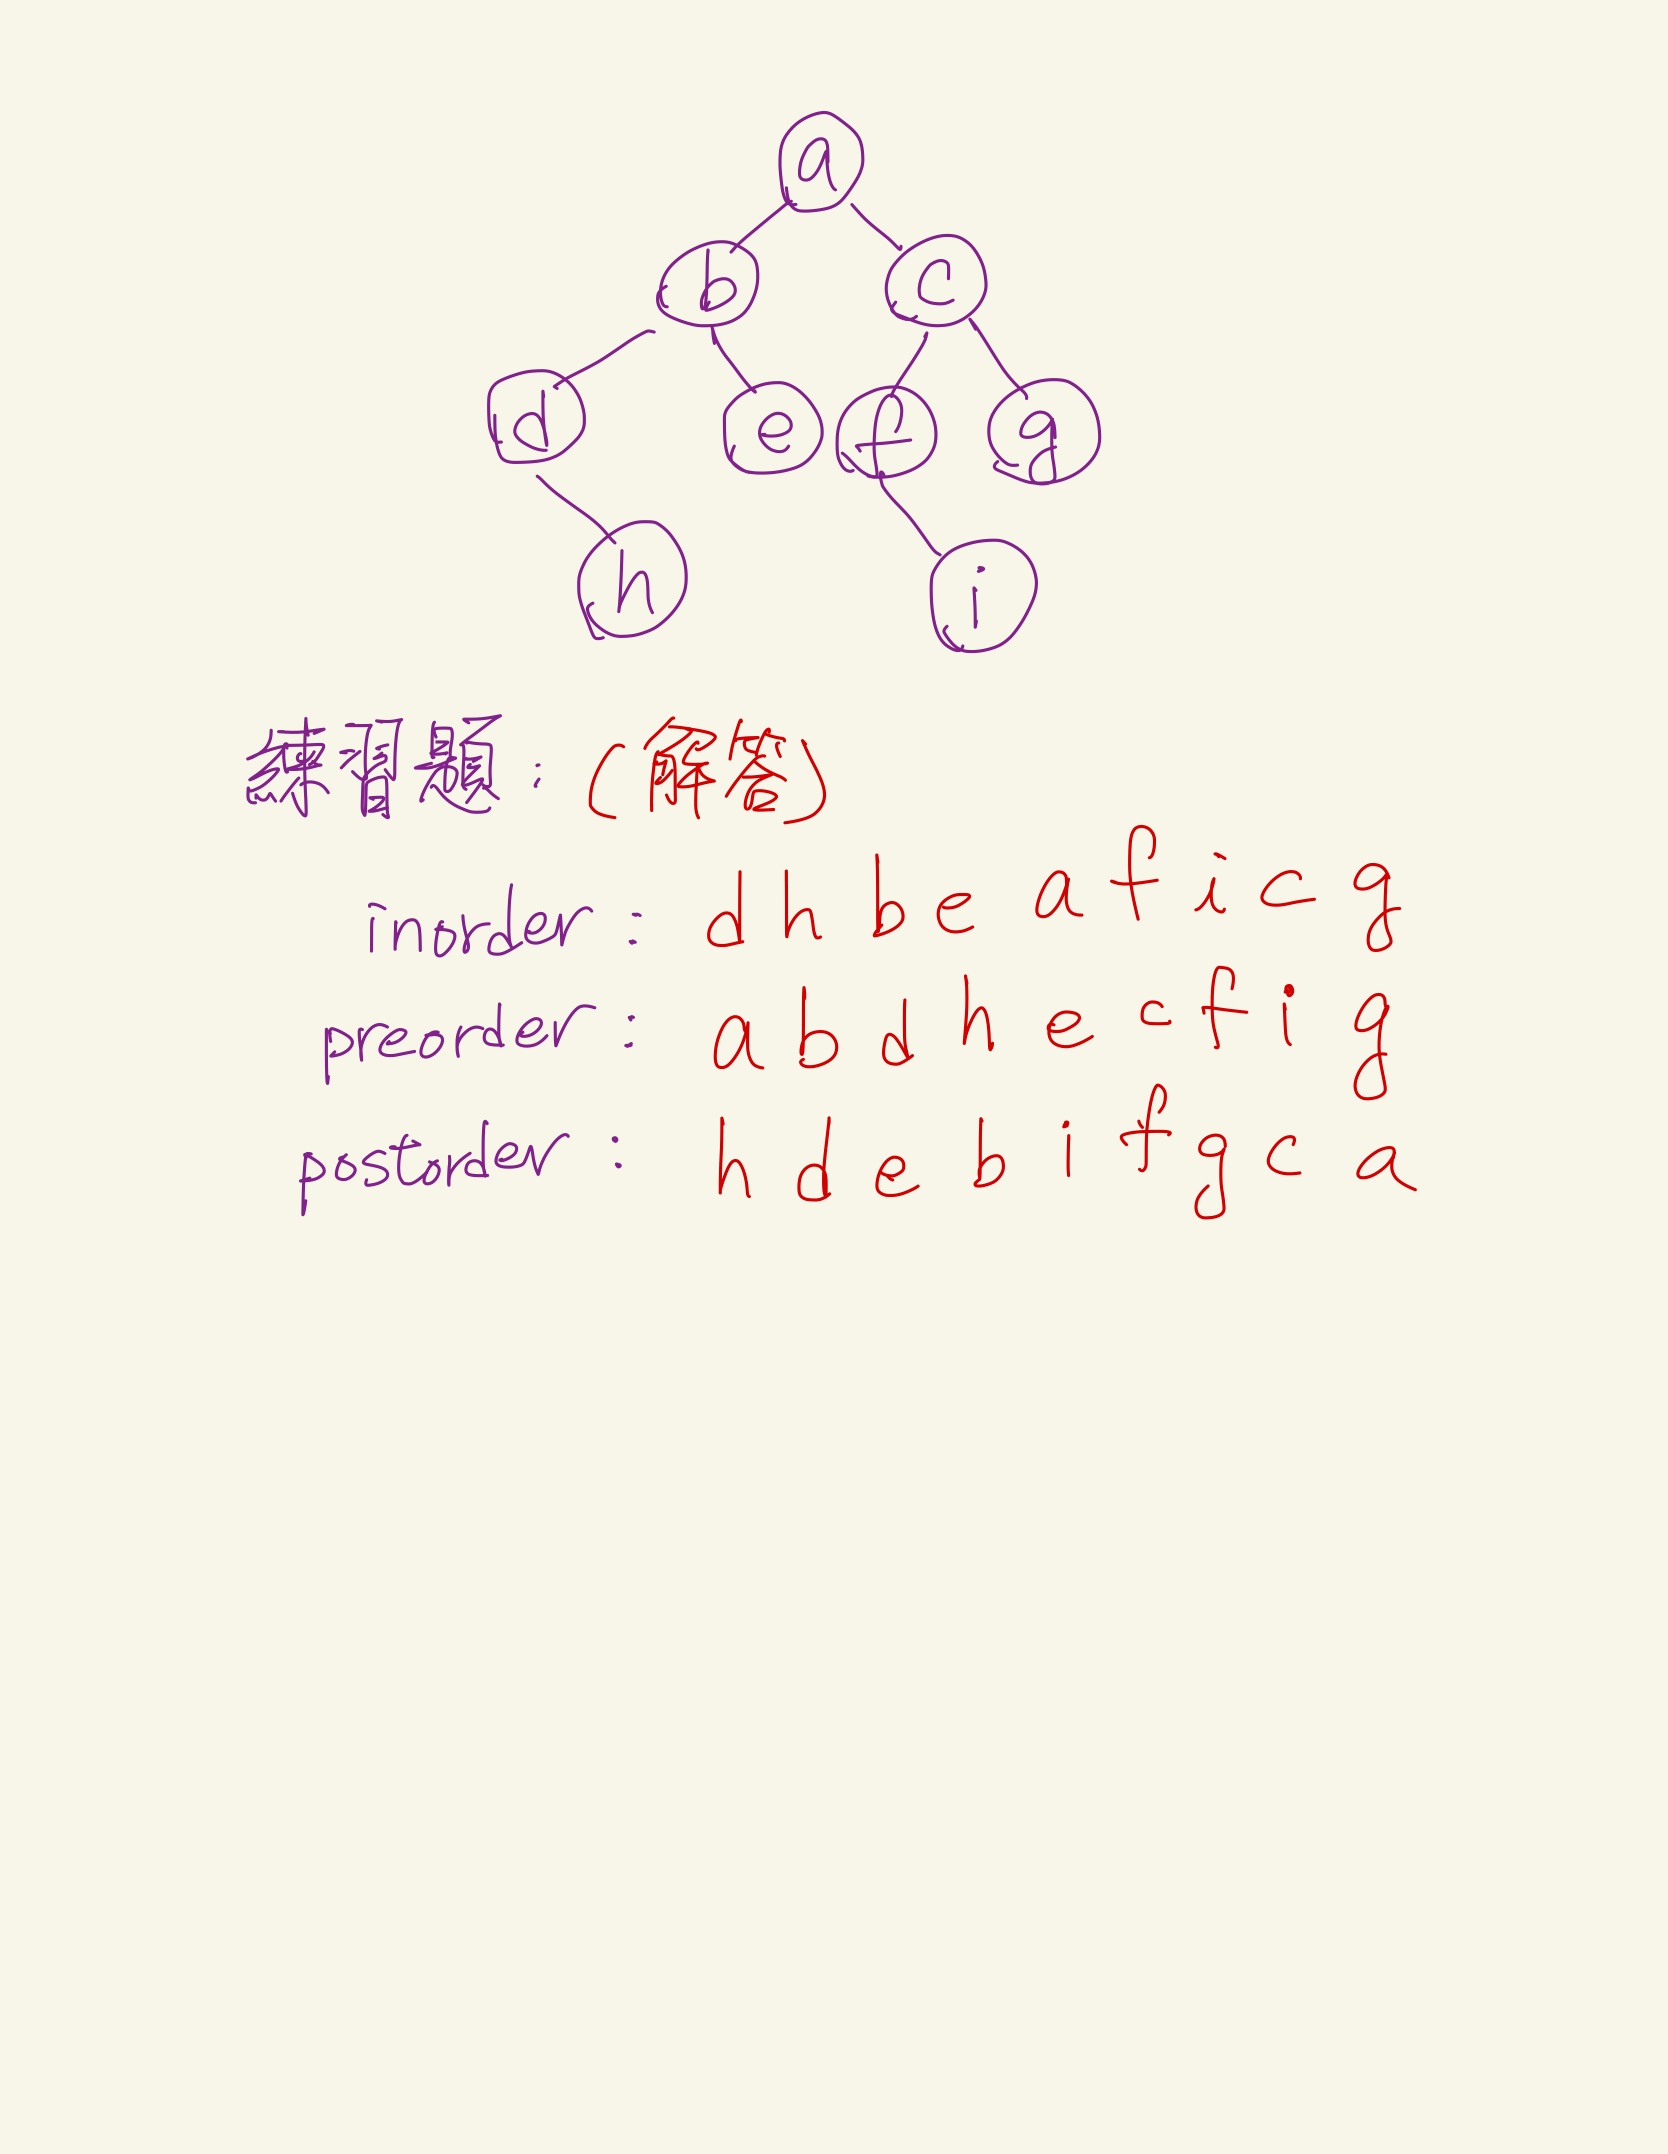 a
b c
d e f g
h i
練習題：（解答）
inorder : d h b e a f i c g
preorder : a b d h e c f i g
postorder : h d e b i f g c a